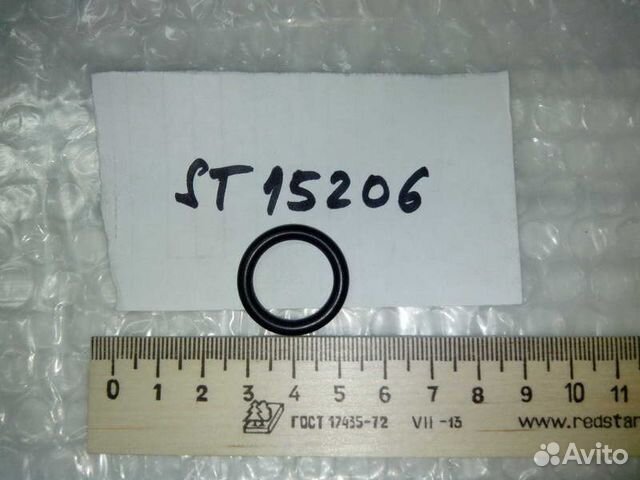 ST 15206
0 1 2 3 4 5 6 7 8 9 10 11
ГОСТ 17435-72 VII -13 www.redstar
Avito